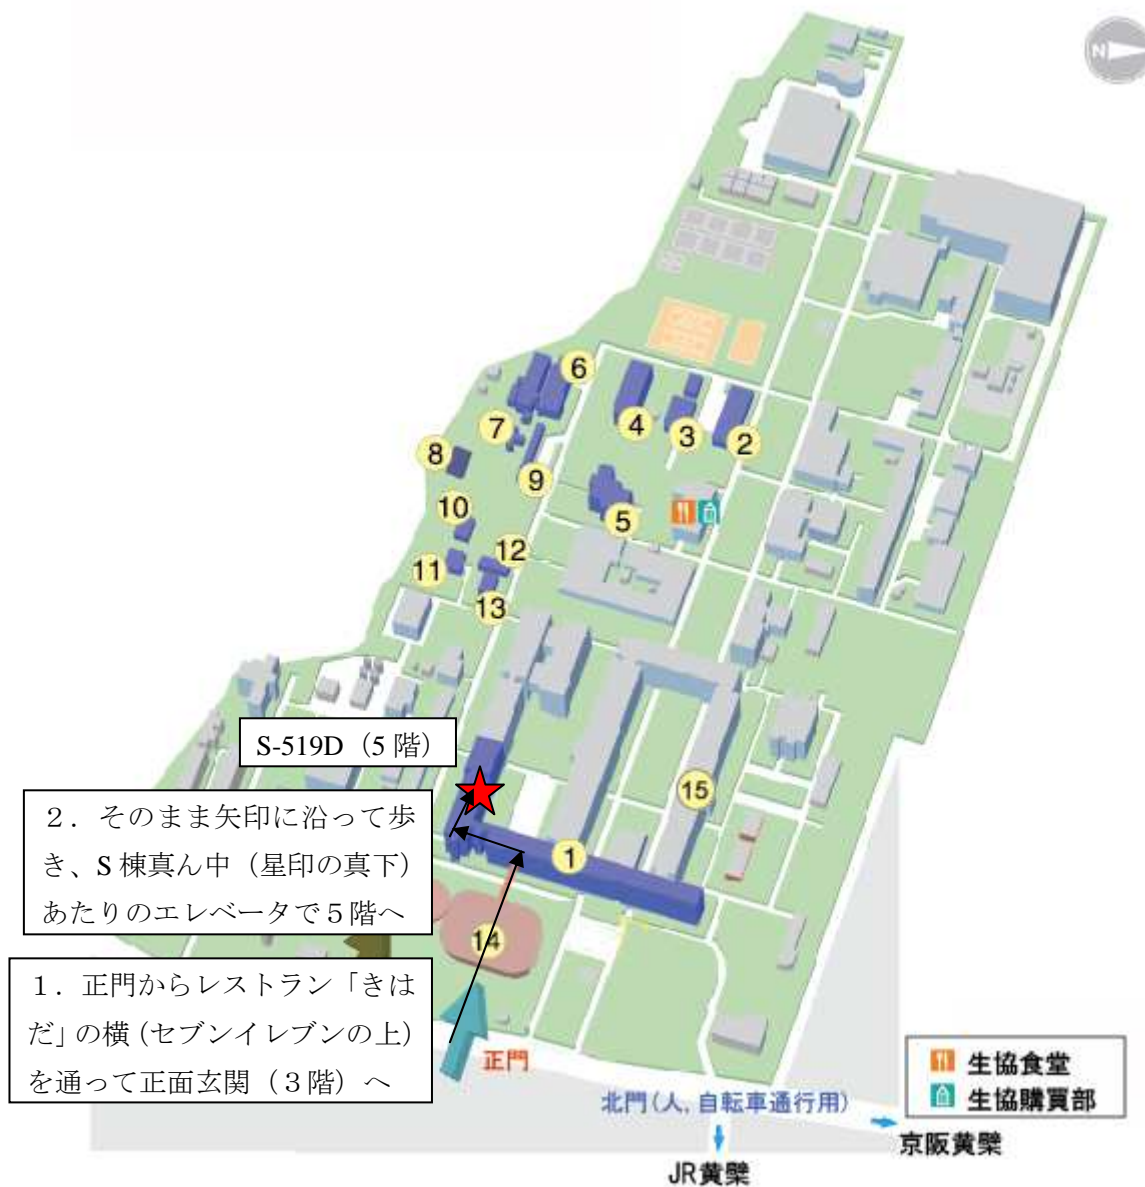 N
6
4
3
2
7
8
9
10
5
12
11
13
S-519D（5 階）
15
２．そのまま矢印に沿って歩
き、S 棟真ん中（星印の真下）
あたりのエレベータで５階へ
1
14
１．正門からレストラン「きは
だ」の横（セブンイレブンの上）
を通って正面玄関（３階）へ
正門
生協食堂
生協購買部
北門(人, 自転車通行用)
京阪黄檗
JR黄檗